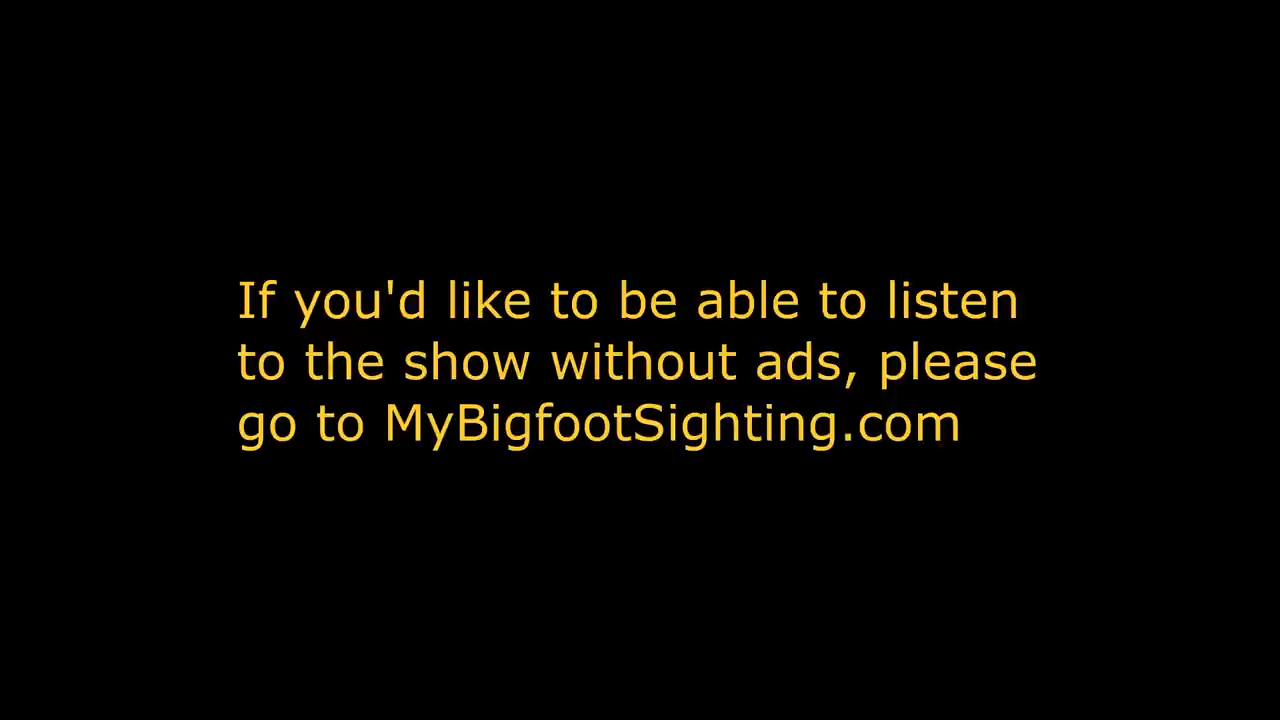 If you'd like to be able to listen
to the show without ads, please
go to MyBigfootSighting.com